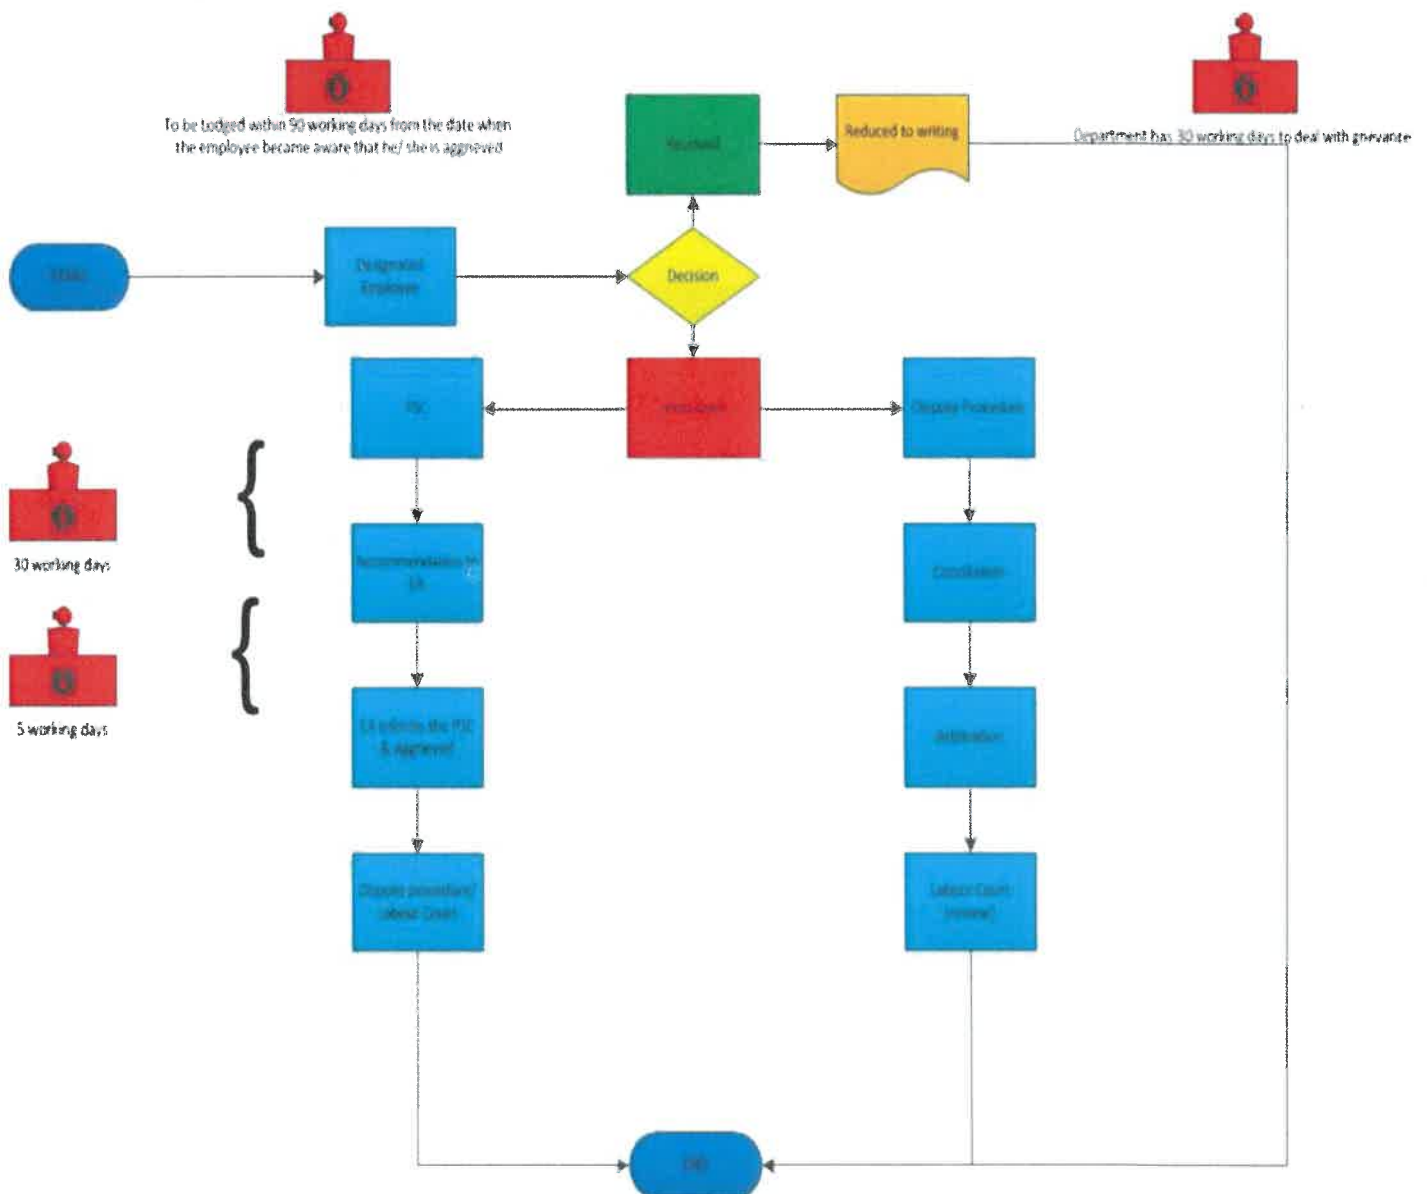 To be lodged within 90 working days from the date when
the employee became aware that he/ she is aggrieved
Resolved
Reduced to writing
Department has 30 working days to deal with grievance
START
Designated
Employee
Decision
PSC
Dispute Procedure
30 working days
Recommendation to
EA
Conciliation
5 working days
EA informs the PSC
& Aggrieved
Arbitration
Dispute procedure/
Labour Court
Labour Court
(review)
END